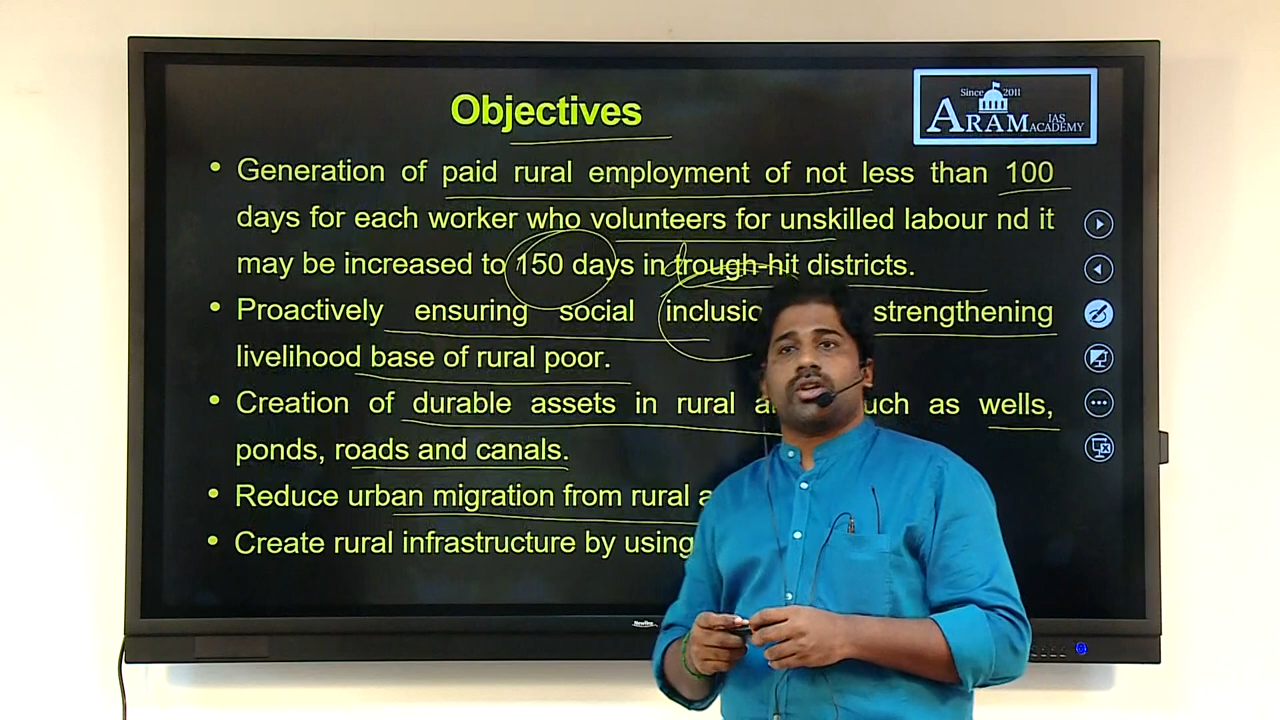 Objectives
Since 2011
ARAM IAS ACADEMY
• Generation of paid rural employment of not less than 100
days for each worker who volunteers for unskilled labour nd it
may be increased to 150 days in trough-hit districts.
d
• Proactively ensuring social strengthening
livelihood base of rural poor.
• Creation of durable assets in rural as wells,
ponds, roads and canals.
• Reduce urban migration from rural
• Create rural infrastructure by using
Newline